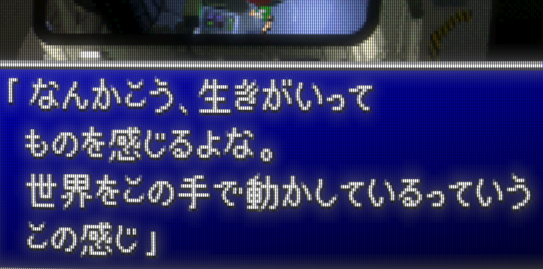 「なんかこう、生きがいって
ものを感じるよな。
世界をこの手で動かしているっていう
この感じ」